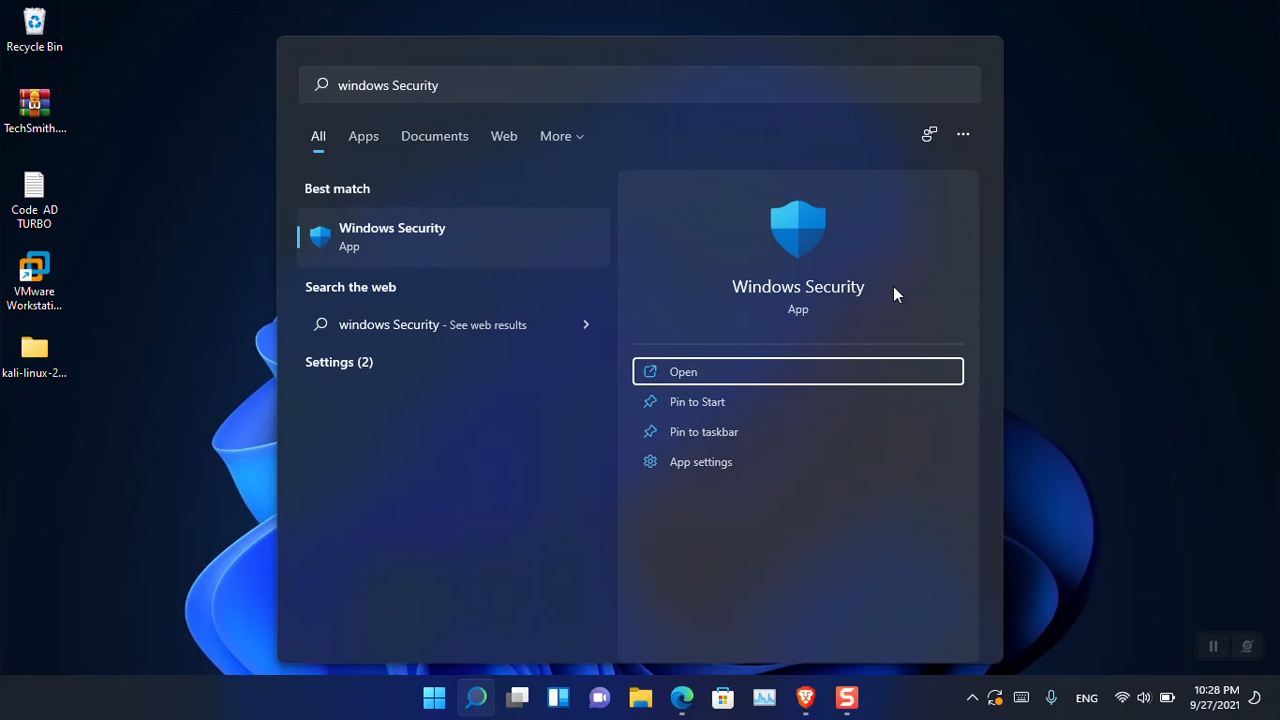 Recycle Bin
TechSmith....
Code AD
TURBO
VMware
Workstati...
kali-linux-2...
windows Security
All
Apps
Documents
Web
More
Best match
Windows Security
App
Search the web
windows Security - See web results
Settings (2)
Windows Security
App
Open
Pin to Start
Pin to taskbar
App settings
ENG
10:28 PM
9/27/2021